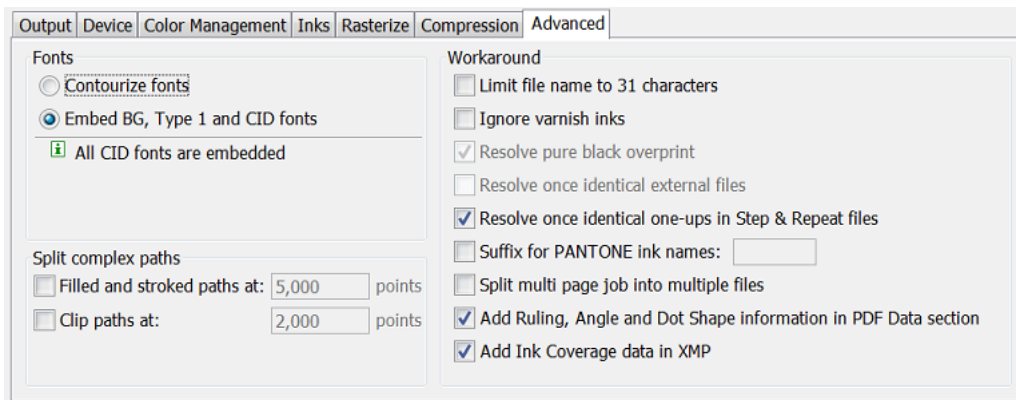 Output Device Color Management Inks Rasterize Compression Advanced
Fonts
Contourize fonts
Embed BG, Type 1 and CID fonts
All CID fonts are embedded
Split complex paths
Filled and stroked paths at: 5,000 points
Clip paths at: 2,000 points
Workaround
Limit file name to 31 characters
Ignore varnish inks
Resolve pure black overprint
Resolve once identical external files
Resolve once identical one-ups in Step & Repeat files
Suffix for PANTONE ink names:
Split multi page job into multiple files
Add Ruling, Angle and Dot Shape information in PDF Data section
Add Ink Coverage data in XMP